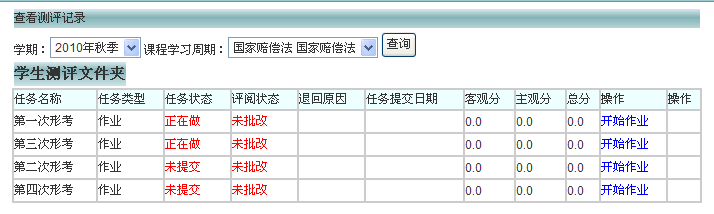 查看测评记录
学期： 2010年秋季 课程学习周期： 国家赔偿法 国家赔偿法 查询
学生测评文件夹
任务名称 任务类型 任务状态 评阅状态 退回原因 任务提交日期 客观分 主观分 总分 操作 操作
第一次形考 作业 正在做 未批改 0.0 0.0 0.0 开始作业
第三次形考 作业 正在做 未批改 0.0 0.0 0.0 开始作业
第二次形考 作业 未提交 未批改 0.0 0.0 0.0 开始作业
第四次形考 作业 未提交 未批改 0.0 0.0 0.0 开始作业